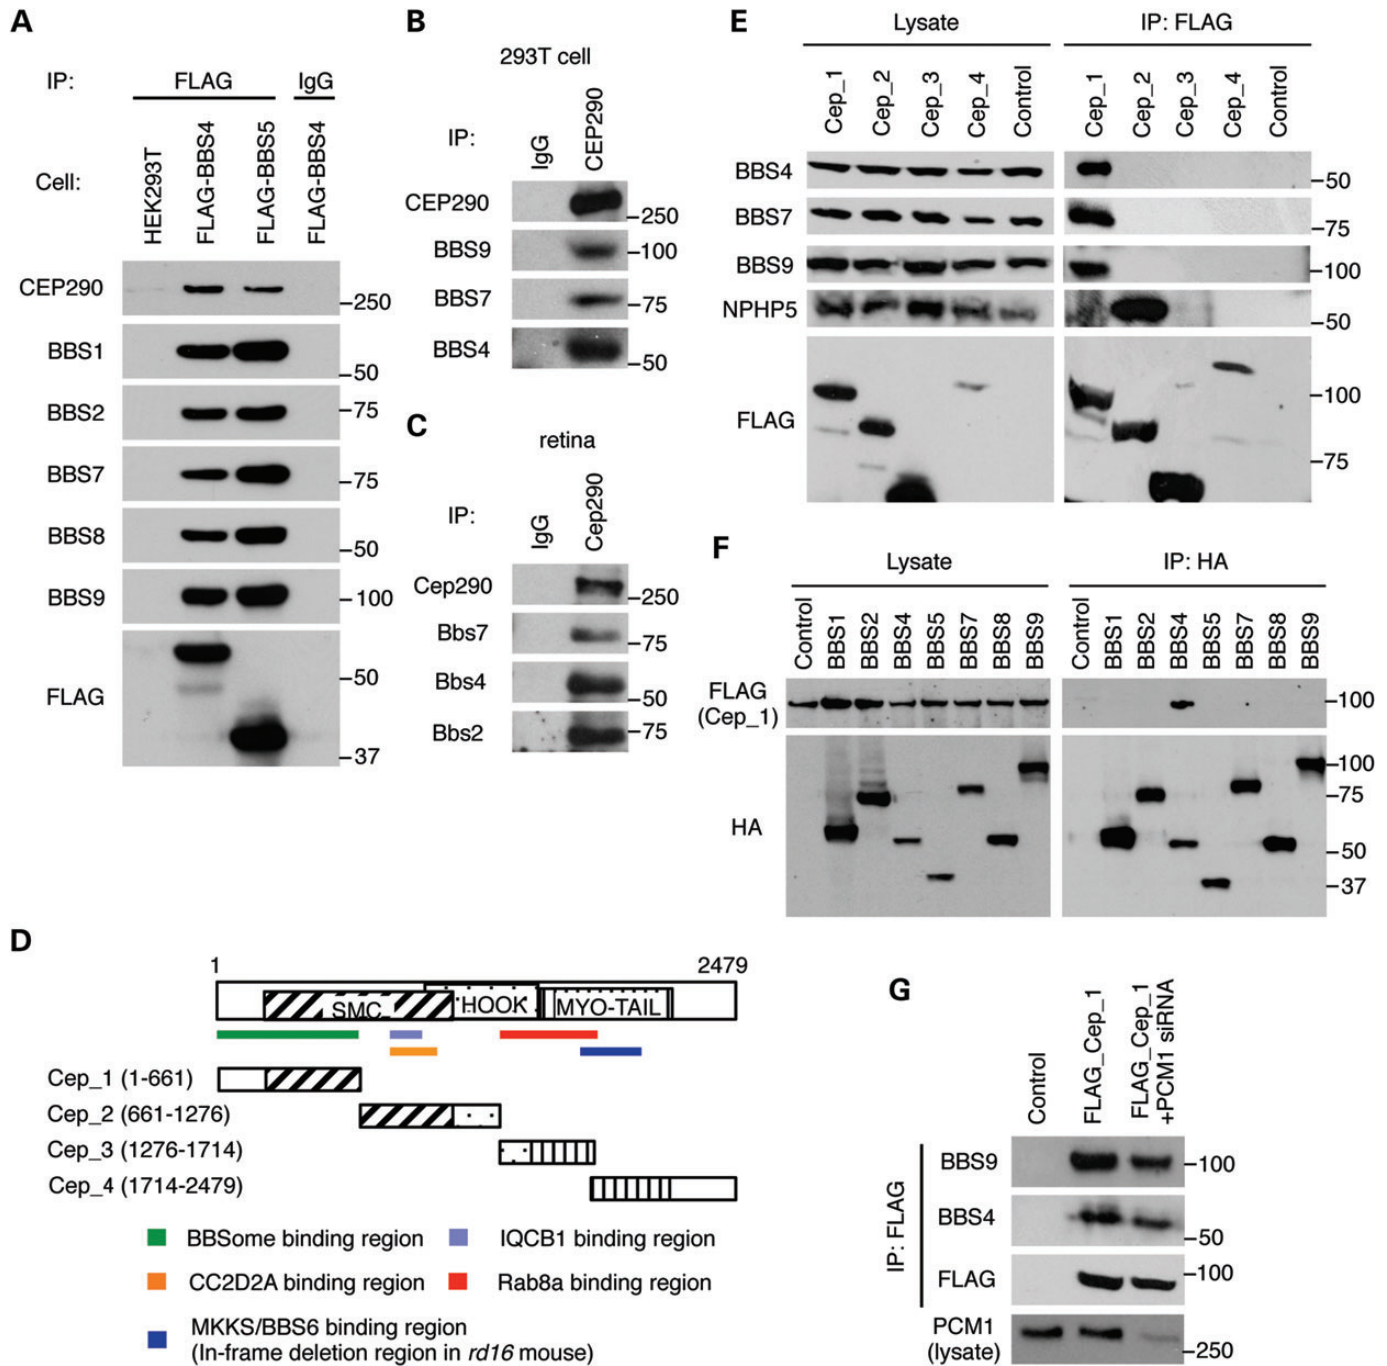 A
IP:
FLAG
IgG
Cell:
HEK293T
FLAG-BBS4
FLAG-BBS5
FLAG-BBS4
CEP290
250
BBS1
50
BBS2
75
BBS7
75
BBS8
50
BBS9
100
FLAG
50
37
B
293T cell
IP:
IgG
CEP290
CEP290
250
BBS9
100
BBS7
75
BBS4
50
C
retina
IP:
IgG
Cep290
Cep290
250
Bbs7
75
Bbs4
50
Bbs2
75
D
1
2479
SMC
HOOK
MYO-TAIL
Cep_1 (1-661)
Cep_2 (661-1276)
Cep_3 (1276-1714)
Cep_4 (1714-2479)
BBSome binding region
IQCB1 binding region
CC2D2A binding region
Rab8a binding region
MKKS/BBS6 binding region
(In-frame deletion region in rd16 mouse)
E
Lysate
IP: FLAG
Cep_1
Cep_2
Cep_3
Cep_4
Control
Cep_1
Cep_2
Cep_3
Cep_4
Control
BBS4
50
BBS7
75
BBS9
100
NPHP5
50
FLAG
100
75
F
Lysate
IP: HA
Control
BBS1
BBS2
BBS4
BBS5
BBS7
BBS8
BBS9
Control
BBS1
BBS2
BBS4
BBS5
BBS7
BBS8
BBS9
FLAG
(Cep_1)
100
HA
100
75
50
37
G
Control
FLAG_Cep_1
FLAG_Cep_1
+PCM1 siRNA
IP: FLAG
BBS9
100
BBS4
50
FLAG
100
PCM1
(lysate)
250